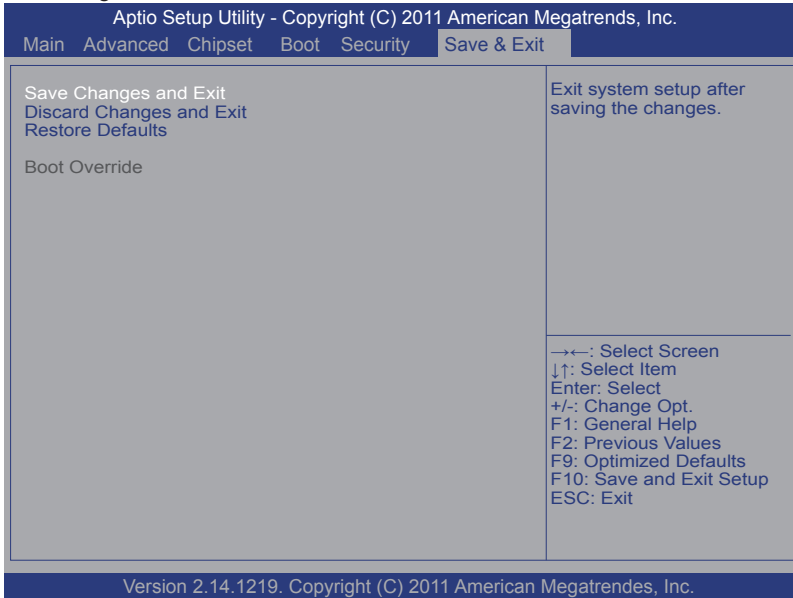 Aptio Setup Utility - Copyright (C) 2011 American Megatrends, Inc.
Main Advanced Chipset Boot Security Save & Exit
Save Changes and Exit
Discard Changes and Exit
Restore Defaults
Boot Override
Exit system setup after
saving the changes.
→←: Select Screen
↓↑: Select Item
Enter: Select
+/-: Change Opt.
F1: General Help
F2: Previous Values
F9: Optimized Defaults
F10: Save and Exit Setup
ESC: Exit
Version 2.14.1219. Copyright (C) 2011 American Megatrendes, Inc.